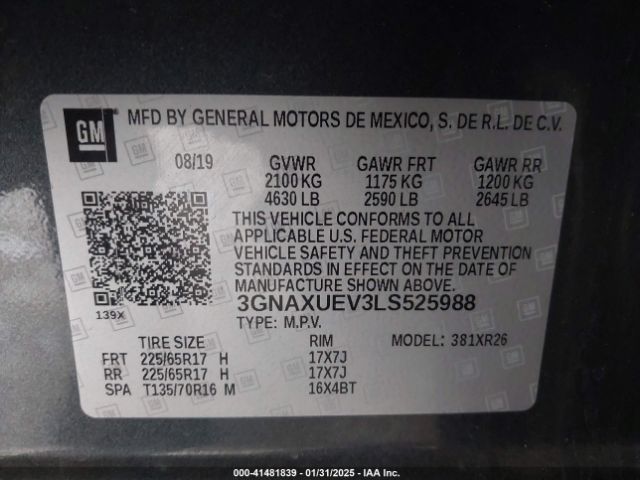 GM
MFD BY GENERAL MOTORS DE MEXICO, S. DE R.L. DE C.V.
08/19 GVWR GAWR FRT GAWR RR
2100 KG 1175 KG 1200 KG
4630 LB 2590 LB 2645 LB
THIS VEHICLE CONFORMS TO ALL
APPLICABLE U.S. FEDERAL MOTOR
VEHICLE SAFETY AND THEFT PREVENTION
STANDARDS IN EFFECT ON THE DATE OF
MANUFACTURE SHOWN ABOVE.
139X 3GNAXUEV3LS525988
TYPE: M.P.V.
TIRE SIZE RIM MODEL: 381XR26
FRT 225/65R17 H 17X7J
RR 225/65R17 H 17X7J
SPA T135/70R16 M 16X4BT
000-41481839 - 01/31/2025 - IAA Inc.